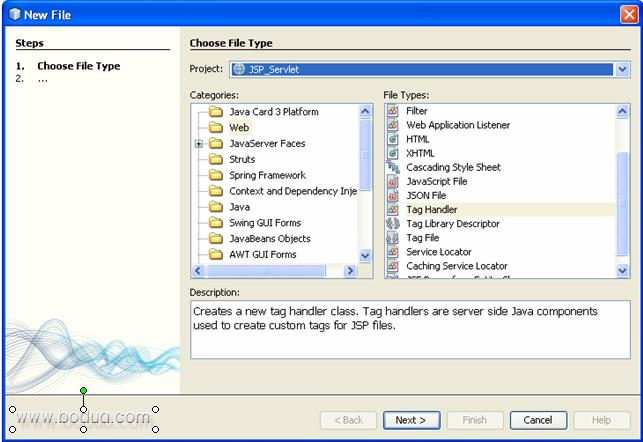 New File
Steps
1. Choose File Type
2. ...
Choose File Type
Project: JSP_Servlet
Categories:
Java Card 3 Platform
Web
JavaServer Faces
Struts
Spring Framework
Context and Dependency Inje
Java
Swing GUI Forms
JavaBeans Objects
AWT GUI Forms
File Types:
Filter
Web Application Listener
HTML
XHTML
Cascading Style Sheet
JavaScript File
JSON File
Tag Handler
Tag Library Descriptor
Tag File
Service Locator
Caching Service Locator
Description:
Creates a new tag handler class. Tag handlers are server side Java components
used to create custom tags for JSP files.
www.bodua.com
< Back Next > Finish Cancel Help